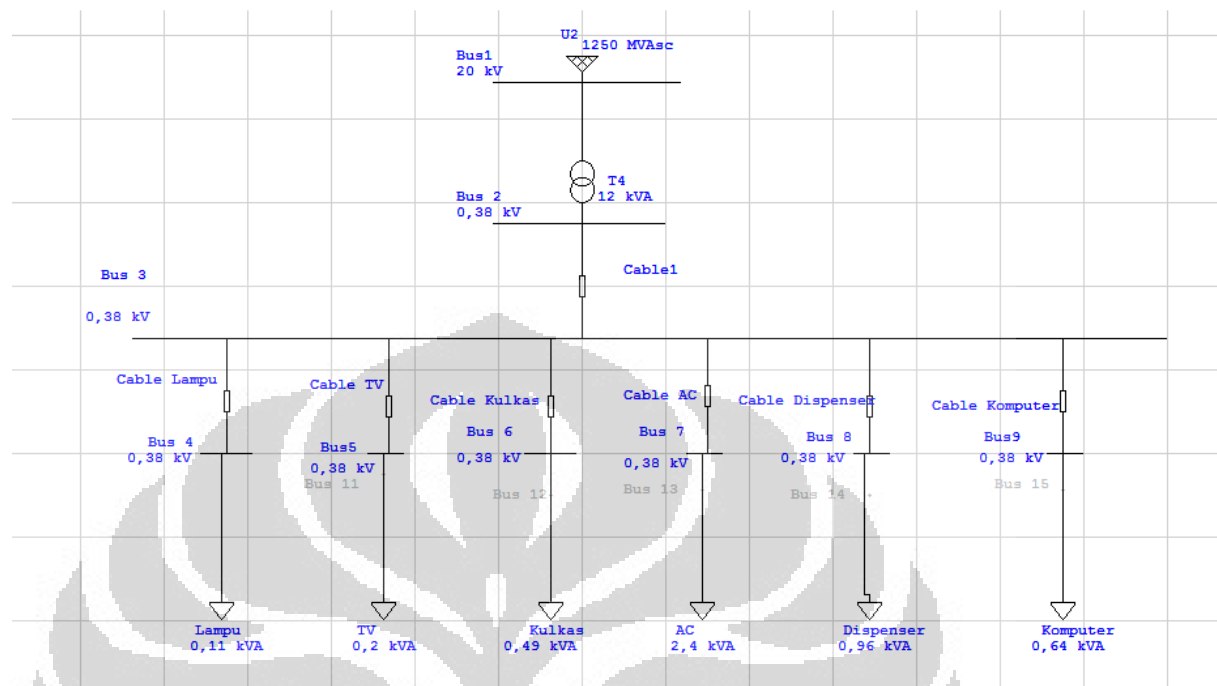 U2
1250 MVAsc
Bus1
20 kV
T4
12 kVA
Bus 2
0,38 kV
Cable1
Bus 3
0,38 kV
Cable Lampu
Cable TV
Cable Kulkas
Cable AC
Cable Dispenser
Cable Komputer
Bus 4
0,38 kV
Bus5
0,38 kV
Bus 6
0,38 kV
Bus 7
0,38 kV
Bus 8
0,38 kV
Bus9
0,38 kV
Bus 11
Bus 12
Bus 13
Bus 14
Bus 15
Lampu
0,11 kVA
TV
0,2 kVA
Kulkas
0,49 kVA
AC
2,4 kVA
Dispenser
0,96 kVA
Komputer
0,64 kVA